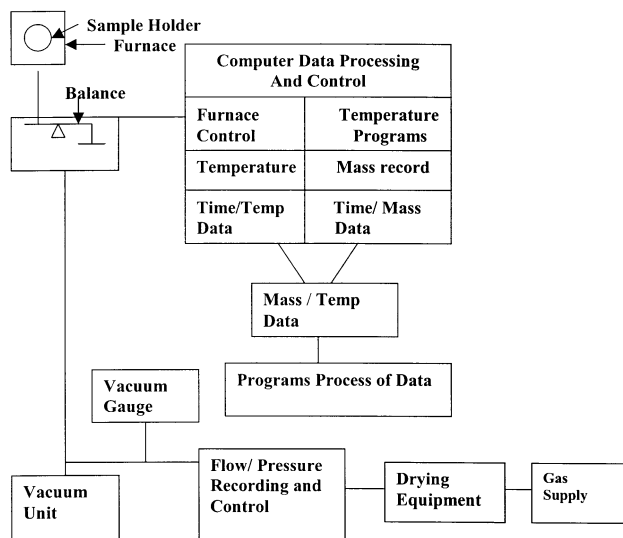 Sample Holder
Furnace
Balance
Computer Data Processing
And Control
Furnace
Control
Temperature
Programs
Temperature
Mass record
Time/Temp
Data
Time/ Mass
Data
Mass / Temp
Data
Programs Process of Data
Vacuum
Gauge
Vacuum
Unit
Flow/ Pressure
Recording and
Control
Drying
Equipment
Gas
Supply